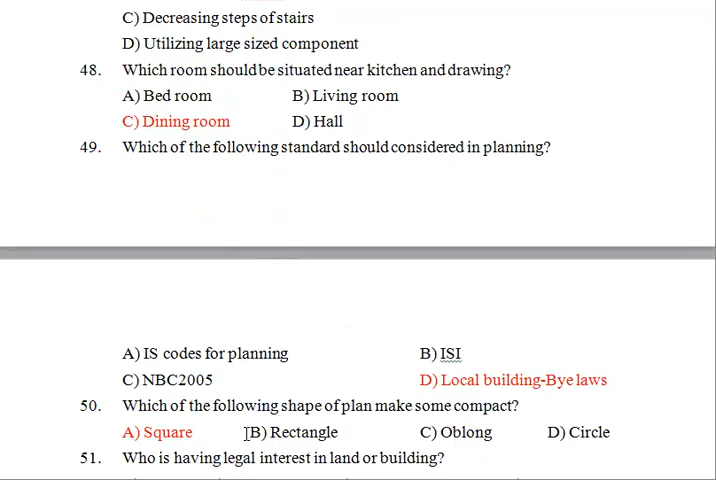 C) Decreasing steps of stairs
D) Utilizing large sized component
48. Which room should be situated near kitchen and drawing?
A) Bed room B) Living room
C) Dining room D) Hall
49. Which of the following standard should considered in planning?
A) IS codes for planning B) ISI
C) NBC2005 D) Local building-Bye laws
50. Which of the following shape of plan make some compact?
A) Square B) Rectangle C) Oblong D) Circle
51. Who is having legal interest in land or building?